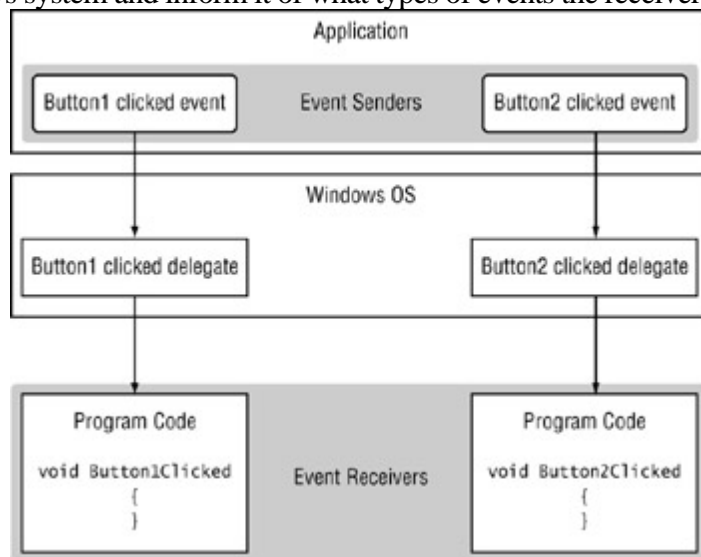 s system and inform it of what types of events the receiver
Application
Button1 clicked event
Event Senders
Button2 clicked event
Windows OS
Button1 clicked delegate
Button2 clicked delegate
Program Code
void Button1Clicked
{
}
Event Receivers
Program Code
void Button2Clicked
{
}